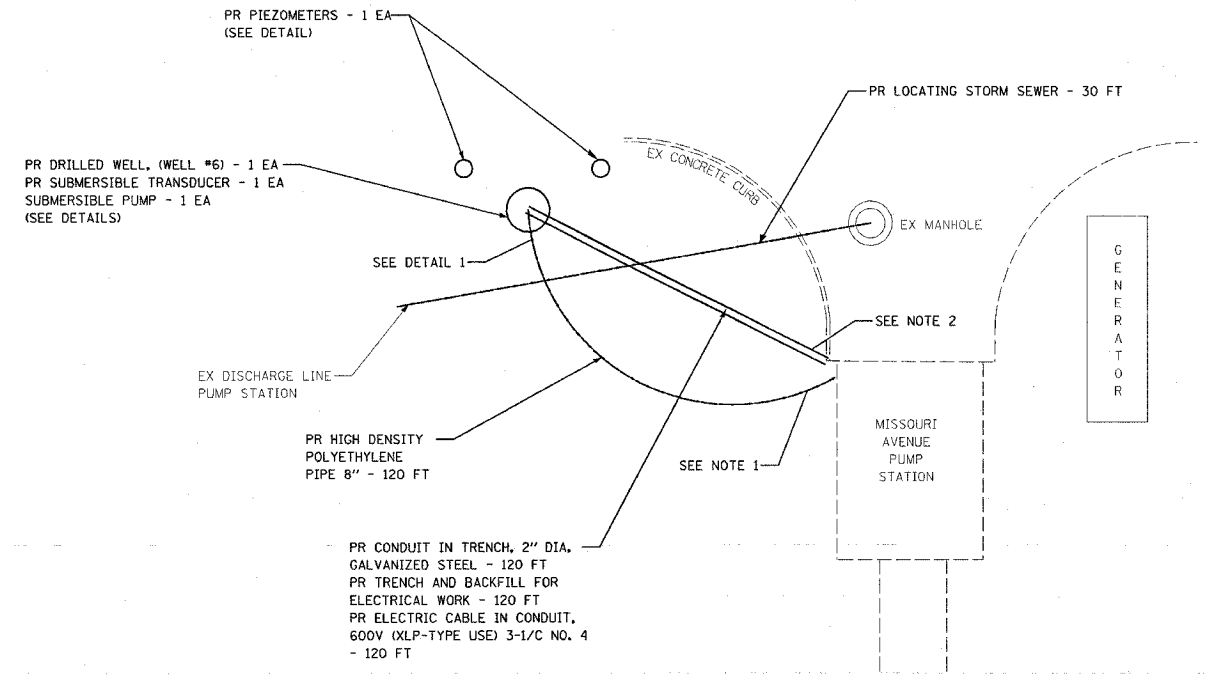 PR PIEZOMETERS - 1 EA
(SEE DETAIL)
PR LOCATING STORM SEWER - 30 FT
PR DRILLED WELL, (WELL #6) - 1 EA
PR SUBMERSIBLE TRANSDUCER - 1 EA
SUBMERSIBLE PUMP - 1 EA
(SEE DETAILS)
EX CONCRETE CURB
EX MANHOLE
GENERATOR
SEE DETAIL 1
SEE NOTE 2
EX DISCHARGE LINE
PUMP STATION
PR HIGH DENSITY
POLYETHYLENE
PIPE 8" - 120 FT
SEE NOTE 1
MISSOURI
AVENUE
PUMP
STATION
PR CONDUIT IN TRENCH, 2" DIA.
GALVANIZED STEEL - 120 FT
PR TRENCH AND BACKFILL FOR
ELECTRICAL WORK - 120 FT
PR ELECTRIC CABLE IN CONDUIT,
600V (XLP-TYPE USE) 3-1/C NO. 4
- 120 FT